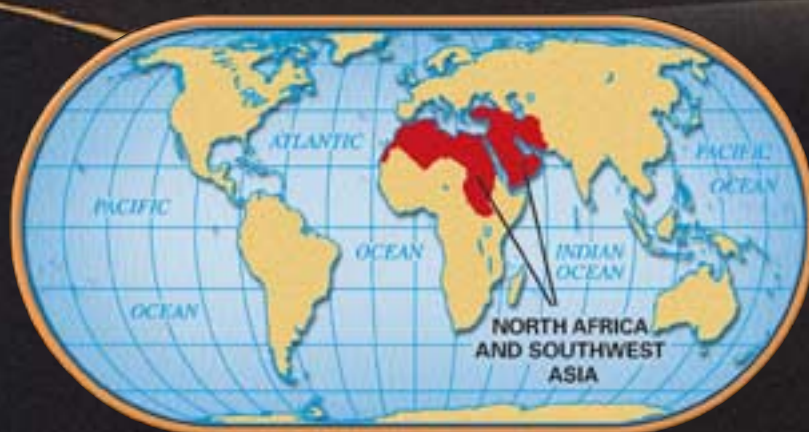 ATLANTIC
PACIFIC
OCEAN
PACIFIC
OCEAN
INDIAN
OCEAN
OCEAN
NORTH AFRICA
AND SOUTHWEST
ASIA